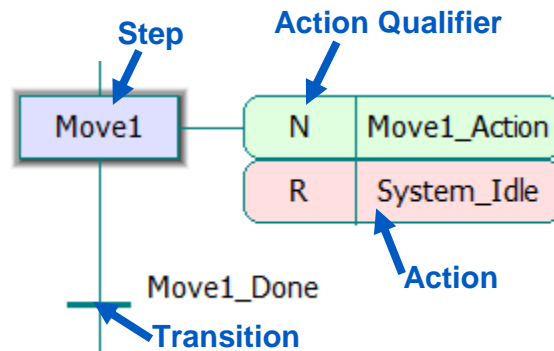 Step
Action Qualifier
Move1
N
Move1_Action
R
System_Idle
Move1_Done
Action
Transition